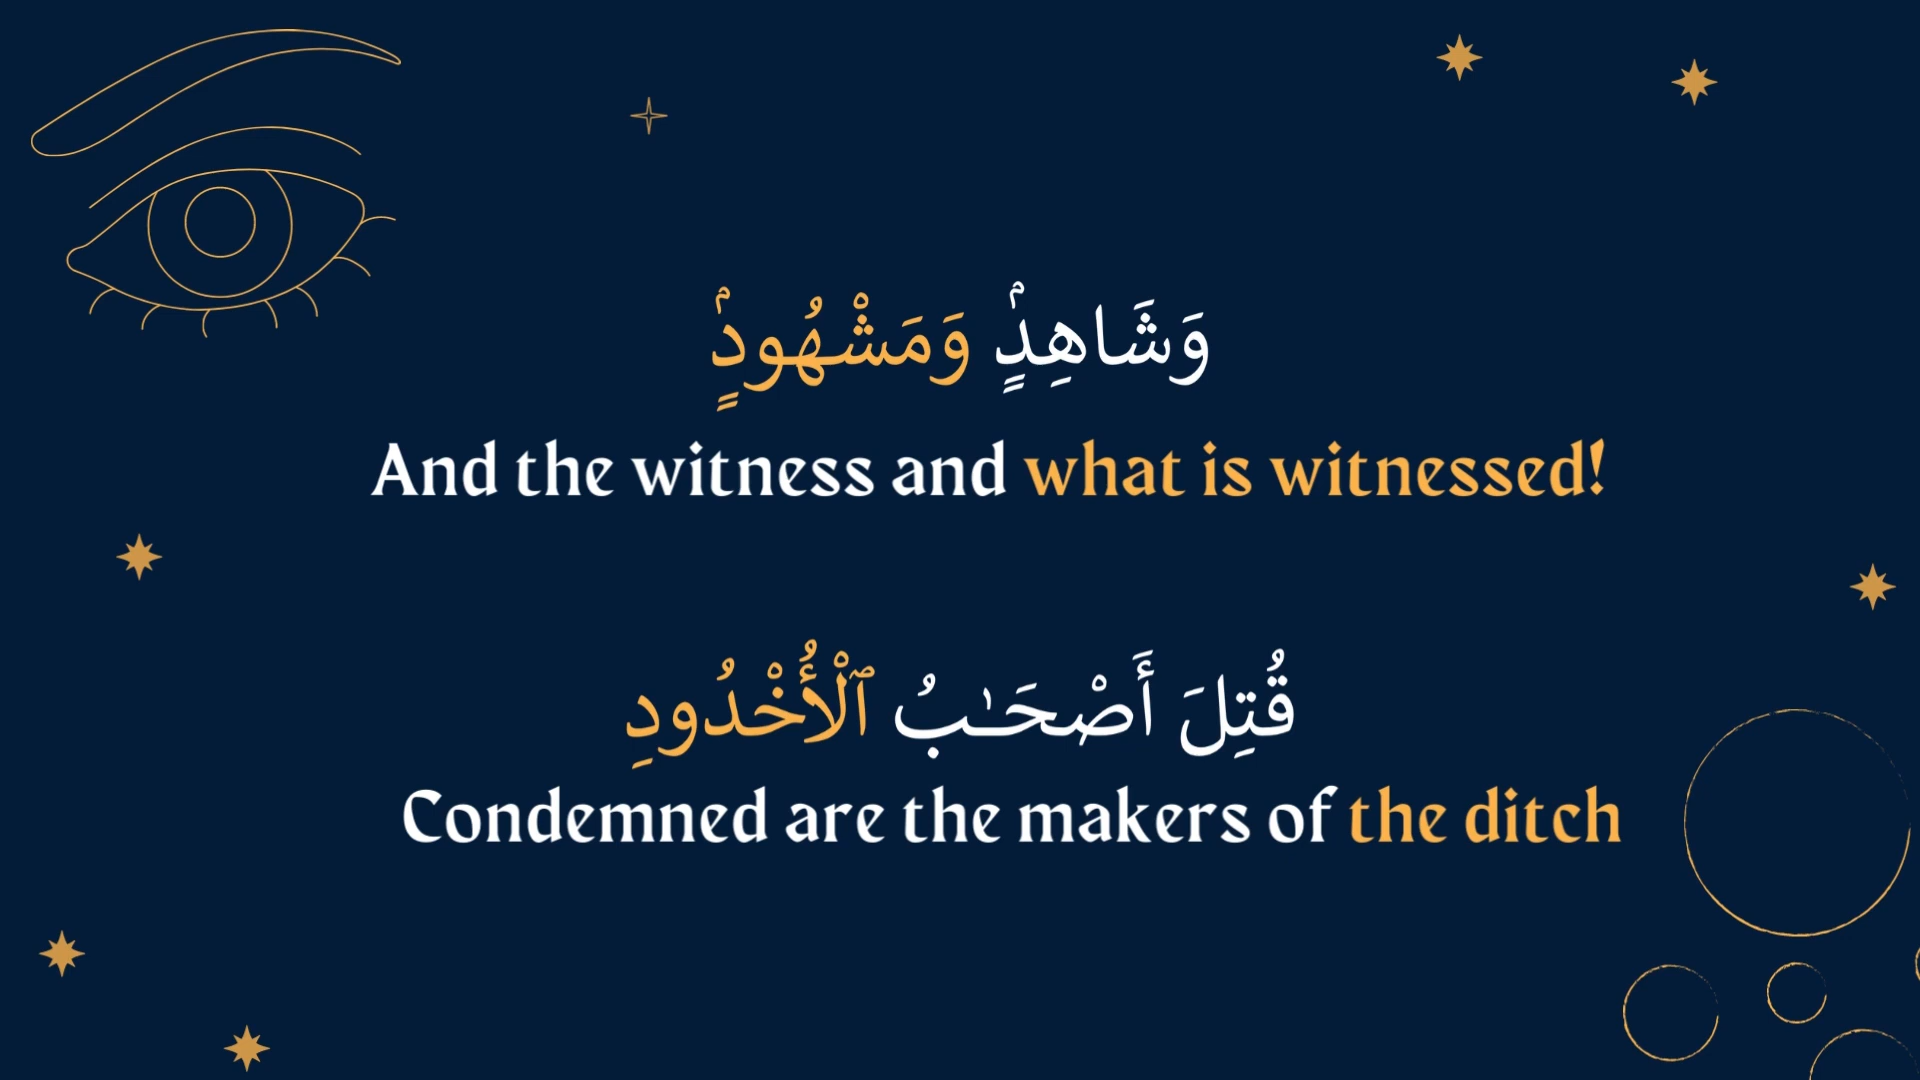 وَشَاهِدٍۢ وَمَشْهُودٍۢ
And the witness and what is witnessed!
قُتِلَ أَصْحَـٰبُ ٱلْأُخْدُودِ
Condemned are the makers of the ditch